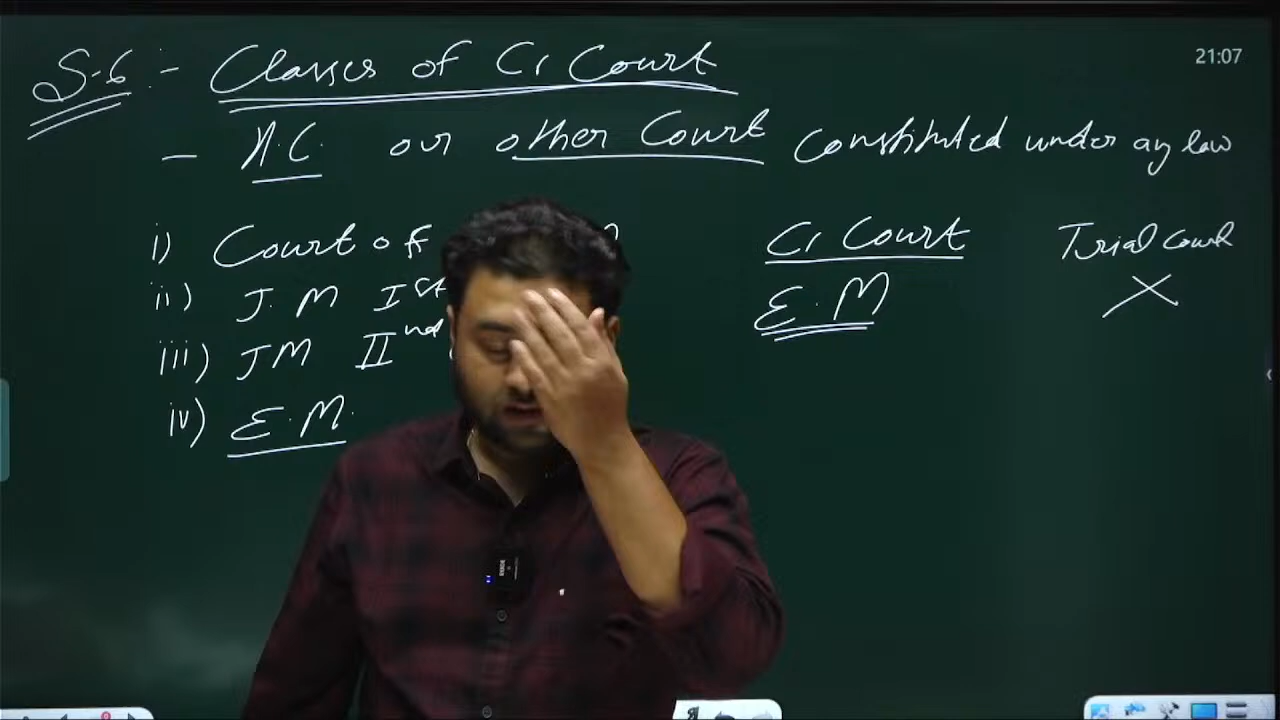 21:07
S-6 :- Classes of Cr Court
- H.C. or other Court constituted under any law
i) Court of
Cr Court
Trial court
ii) J.M Ist
E.M
X
iii) JM IInd
iv) E.M.